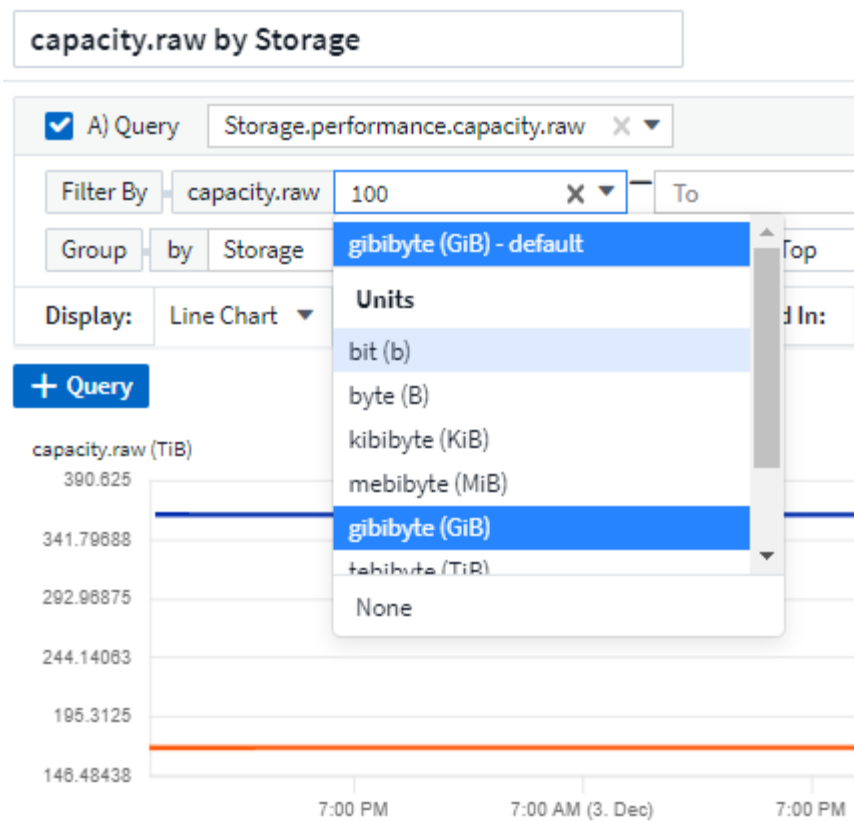 capacity.raw by Storage
A) Query Storage.performance.capacity.raw
Filter By capacity.raw 100 – To
Group by Storage Top
gibibyte (GiB) - default
Units
Display: Line Chart d In:
bit (b)
byte (B)
kibibyte (KiB)
mebibyte (MiB)
gibibyte (GiB)
tebibyte (TiB)
None
+ Query
capacity.raw (TiB)
390.625
341.79688
292.96875
244.14063
195.3125
146.48438
7:00 PM 7:00 AM (3. Dec) 7:00 PM